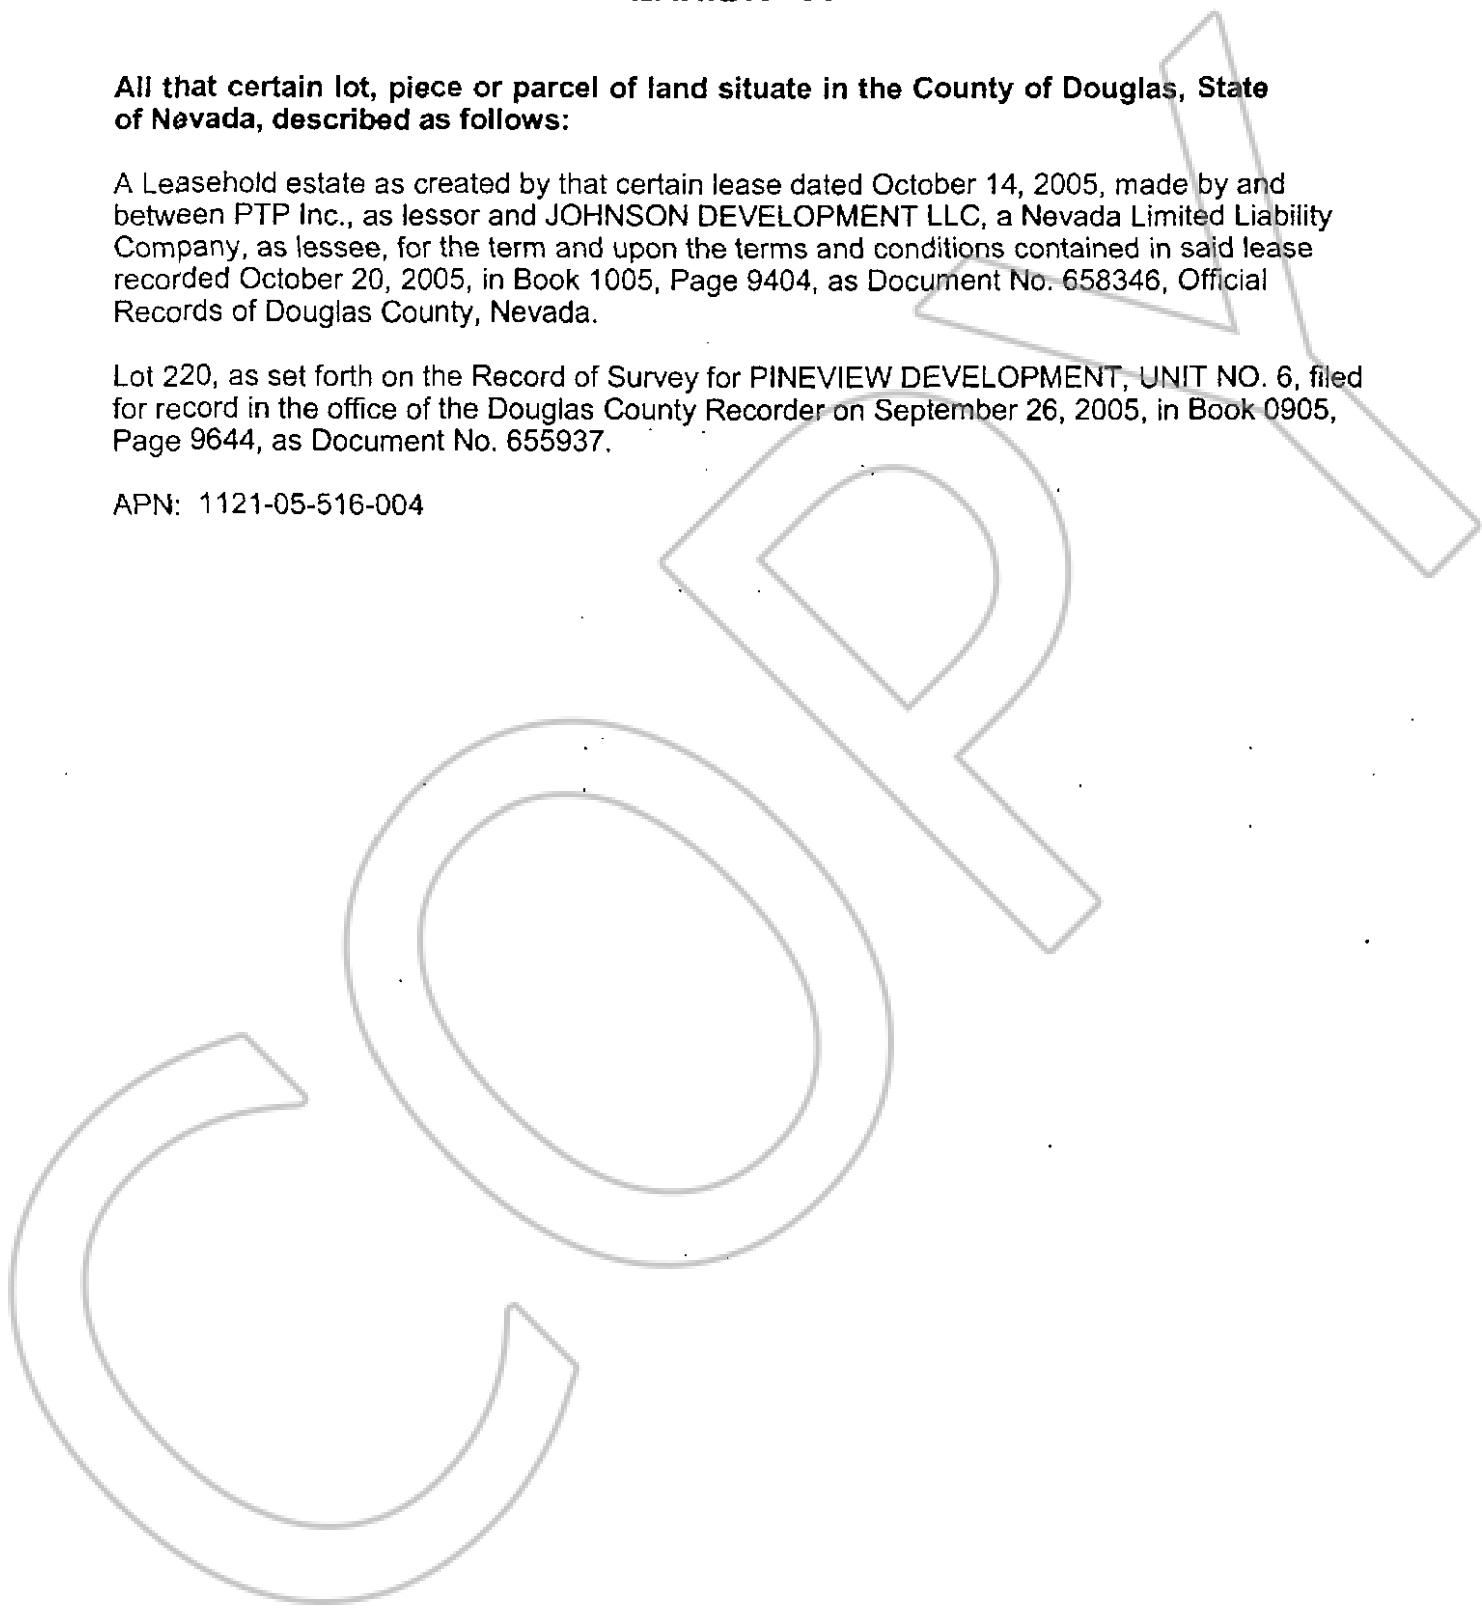 All that certain lot, piece or parcel of land situate in the County of Douglas, State
of Nevada, described as follows:
A Leasehold estate as created by that certain lease dated October 14, 2005, made by and
between PTP Inc., as lessor and JOHNSON DEVELOPMENT LLC, a Nevada Limited Liability
Company, as lessee, for the term and upon the terms and conditions contained in said lease
recorded October 20, 2005, in Book 1005, Page 9404, as Document No. 658346, Official
Records of Douglas County, Nevada.
Lot 220, as set forth on the Record of Survey for PINEVIEW DEVELOPMENT, UNIT NO. 6, filed
for record in the office of the Douglas County Recorder on September 26, 2005, in Book 0905,
Page 9644, as Document No. 655937.
APN: 1121-05-516-004
COPY